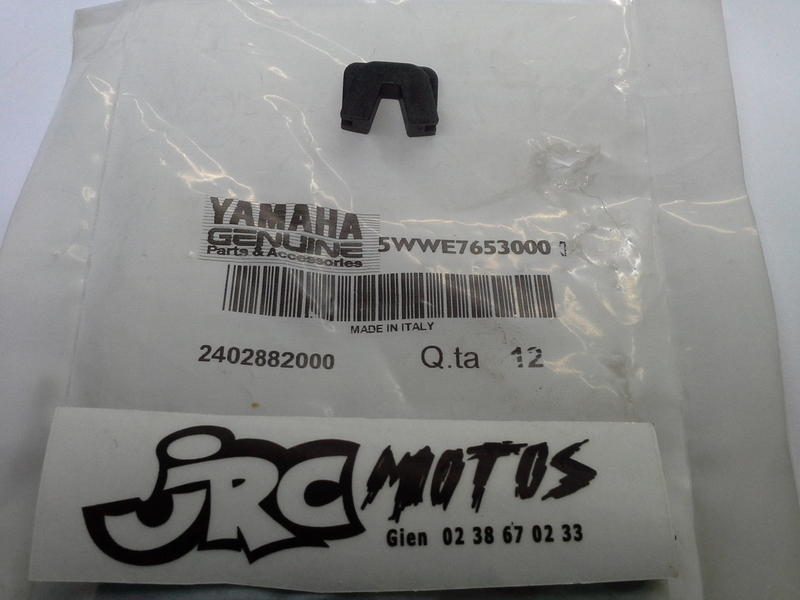 YAMAHA
GENUINE
Parts & Accessories
5WWE7653000
MADE IN ITALY
2402882000 Q.ta 12
JRC MOTOS
Gien 02 38 67 02 33